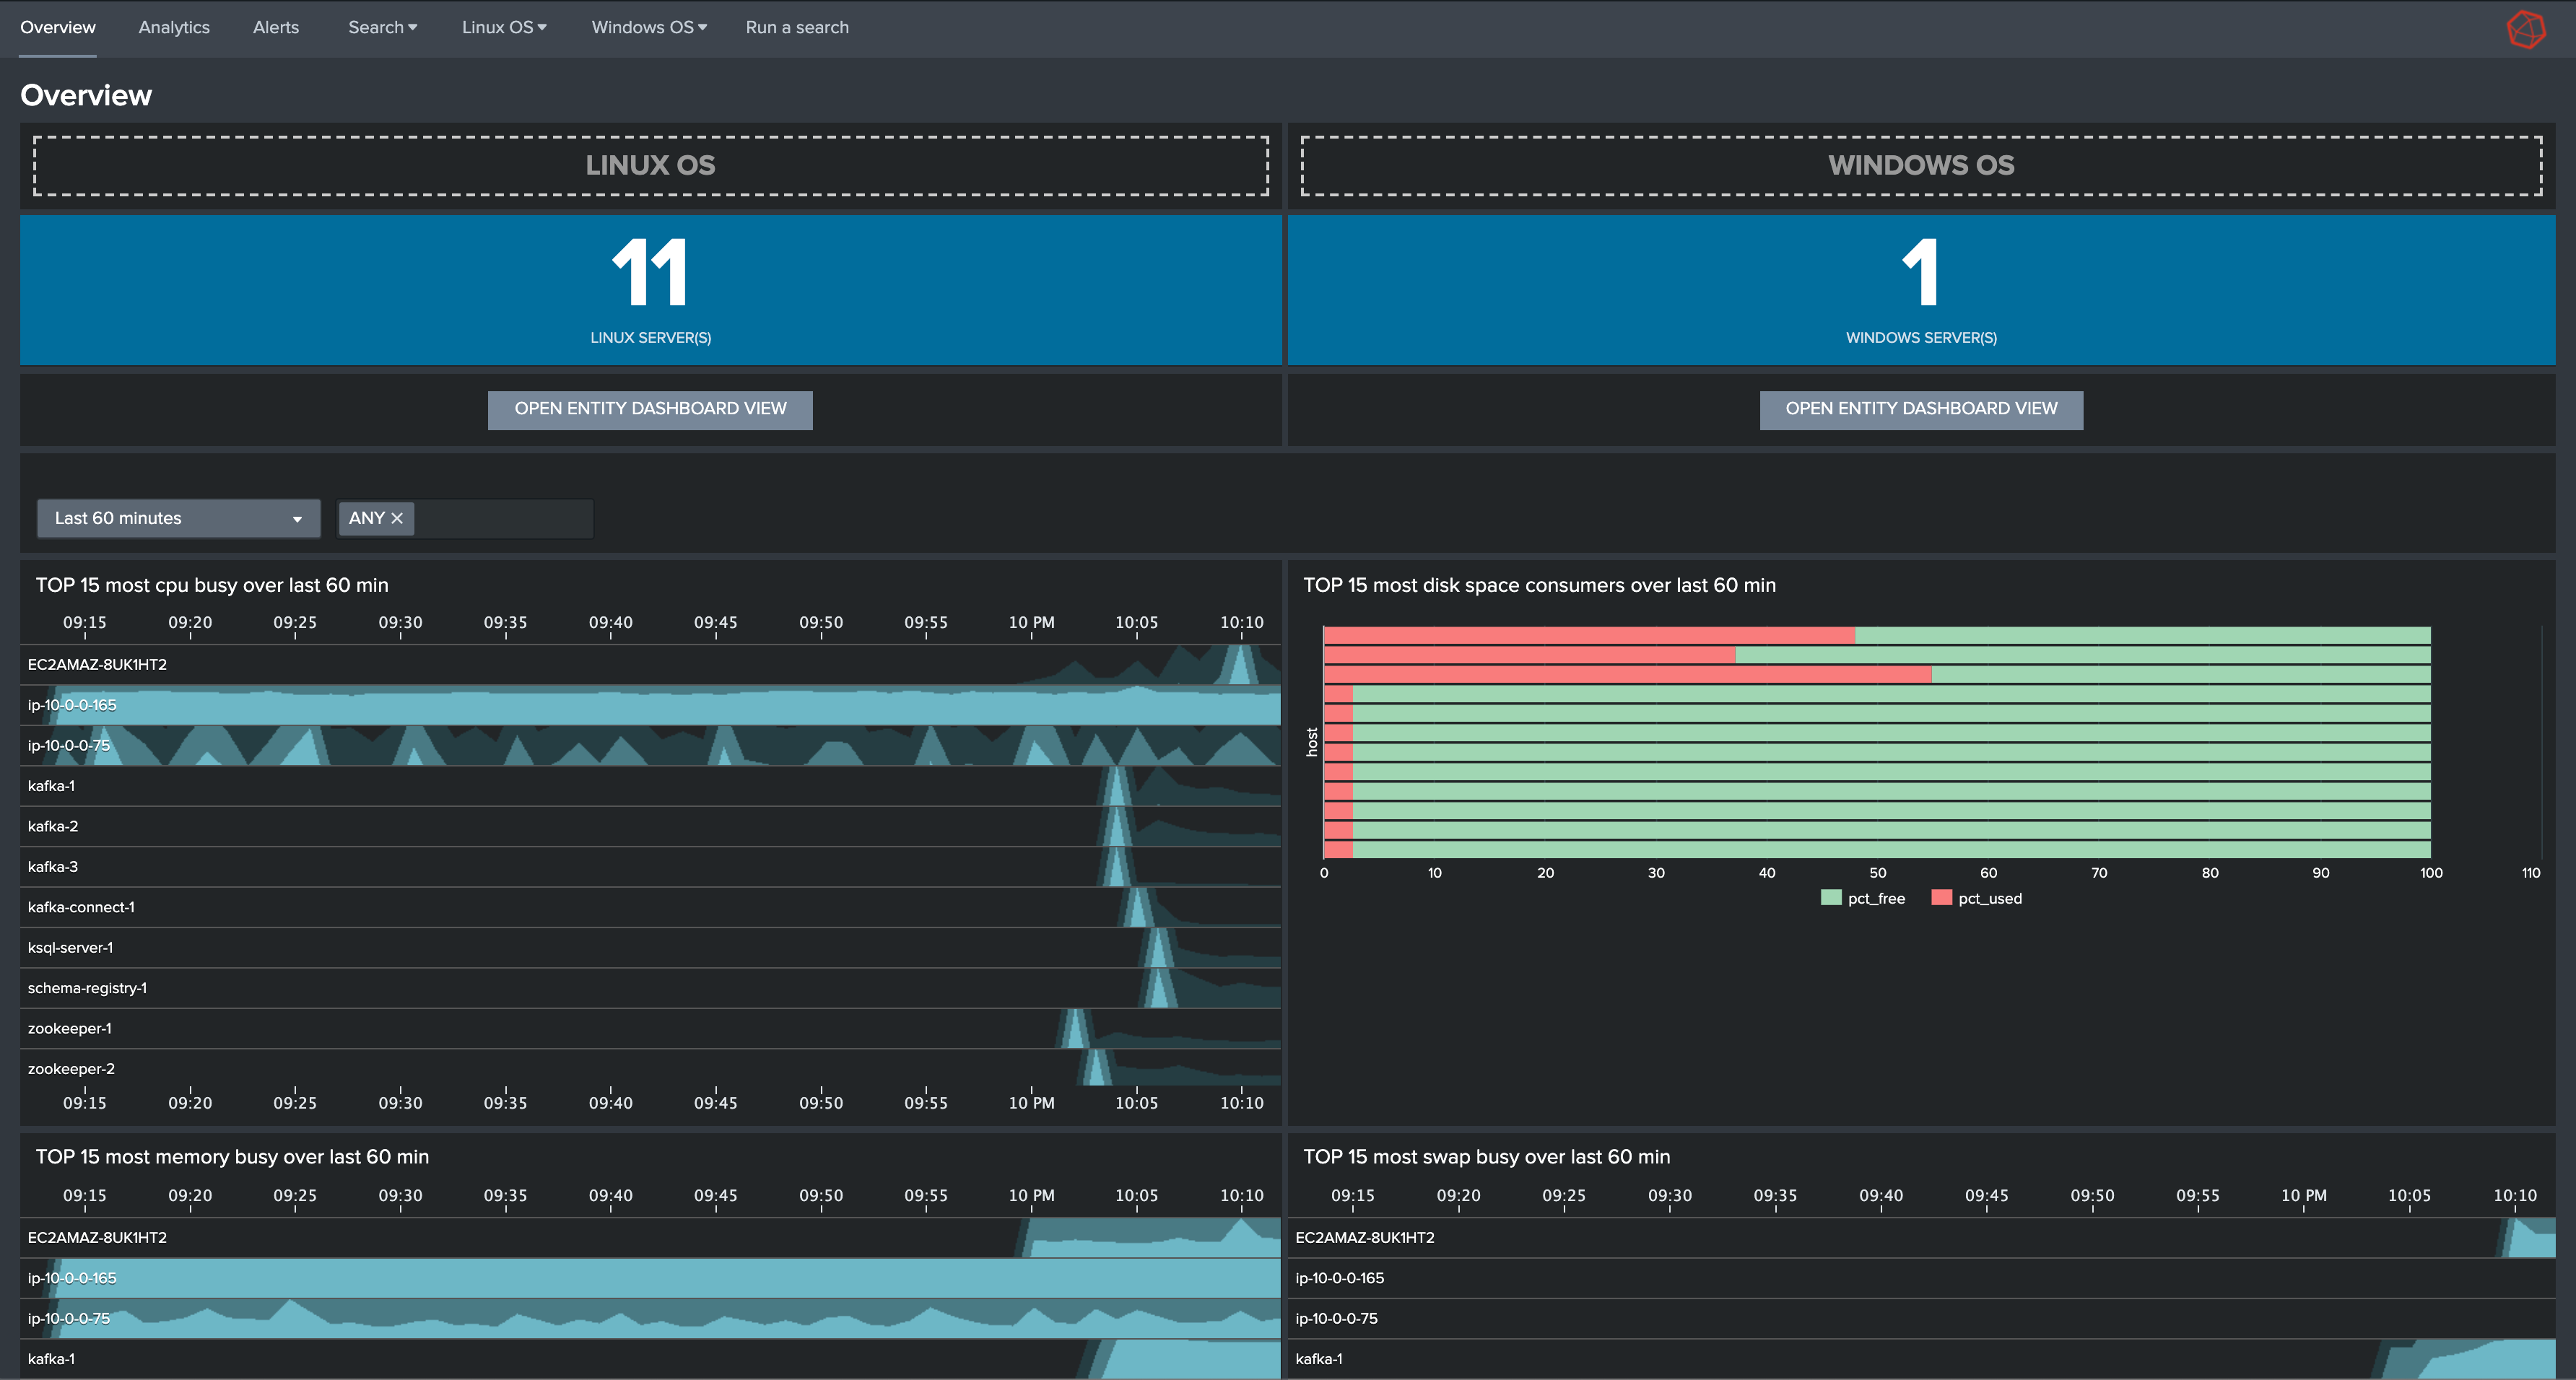 Overview Analytics Alerts Search Linux OS Windows OS Run a search
Overview
LINUX OS
WINDOWS OS
11
LINUX SERVER(S)
1
WINDOWS SERVER(S)
OPEN ENTITY DASHBOARD VIEW
OPEN ENTITY DASHBOARD VIEW
Last 60 minutes
ANY
TOP 15 most cpu busy over last 60 min
09:15 09:20 09:25 09:30 09:35 09:40 09:45 09:50 09:55 10 PM 10:05 10:10
EC2AMAZ-8UK1HT2
ip-10-0-0-165
ip-10-0-0-75
kafka-1
kafka-2
kafka-3
kafka-connect-1
ksql-server-1
schema-registry-1
zookeeper-1
zookeeper-2
09:15 09:20 09:25 09:30 09:35 09:40 09:45 09:50 09:55 10 PM 10:05 10:10
TOP 15 most disk space consumers over last 60 min
host
0 10 20 30 40 50 60 70 80 90 100 110
pct_free pct_used
TOP 15 most memory busy over last 60 min
09:15 09:20 09:25 09:30 09:35 09:40 09:45 09:50 09:55 10 PM 10:05 10:10
EC2AMAZ-8UK1HT2
ip-10-0-0-165
ip-10-0-0-75
kafka-1
TOP 15 most swap busy over last 60 min
09:15 09:20 09:25 09:30 09:35 09:40 09:45 09:50 09:55 10 PM 10:05 10:10
EC2AMAZ-8UK1HT2
ip-10-0-0-165
ip-10-0-0-75
kafka-1